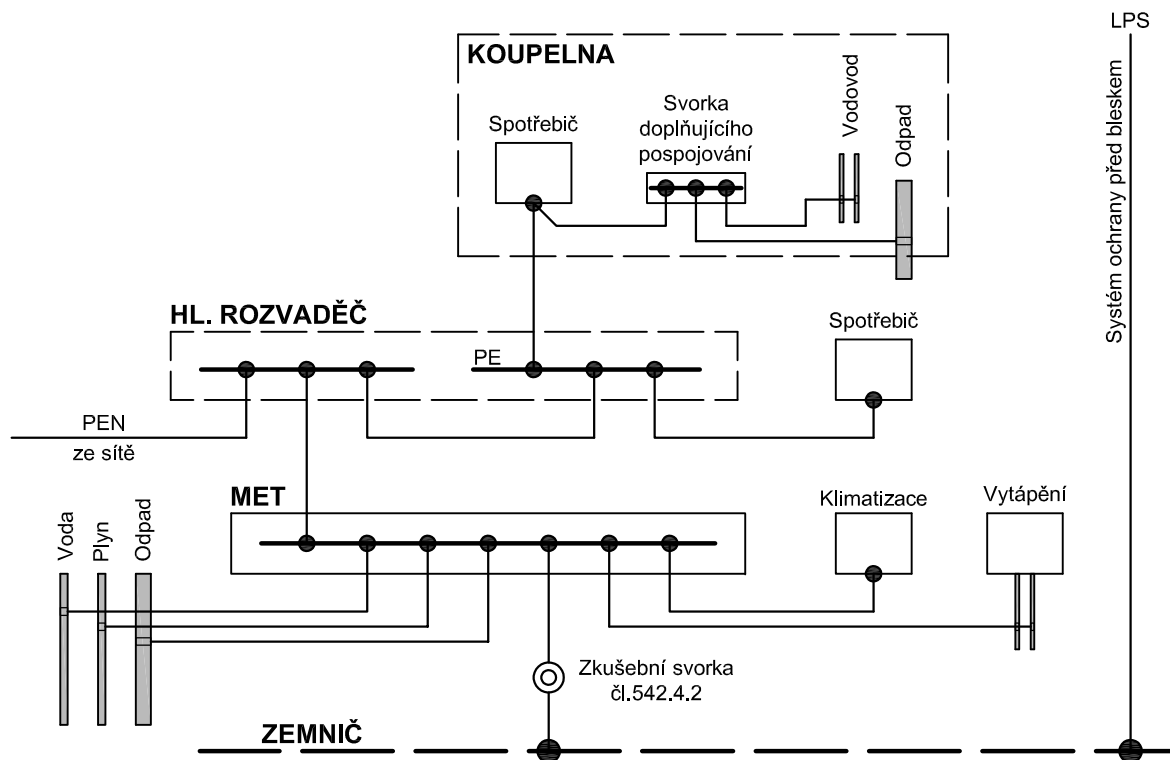 LPS
KOUPELNA
Spotřebič
Svorka
doplňujícího
pospojování
Vodovod
Odpad
Systém ochrany před bleskem
HL. ROZVADĚČ
PE
Spotřebič
PEN
ze sítě
MET
Klimatizace
Vytápění
Voda
Plyn
Odpad
Zkušební svorka
čl.542.4.2
ZEMNIČ